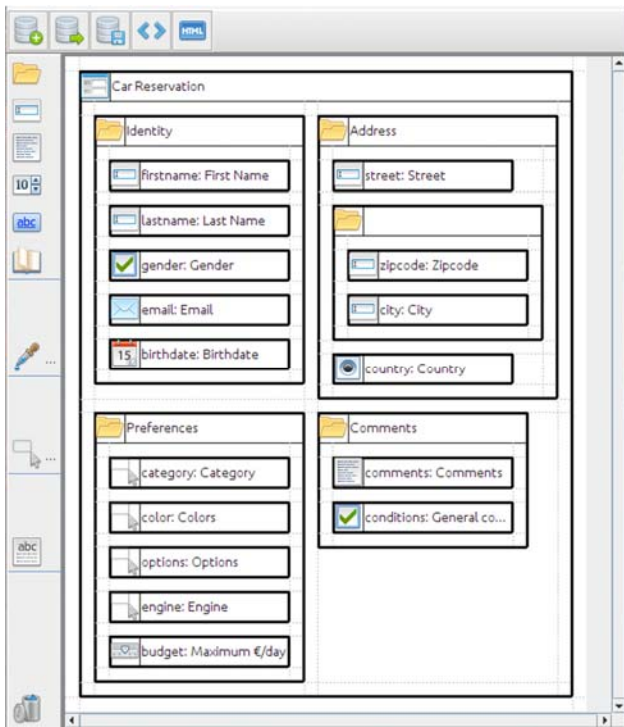 HTML
Car Reservation
Identity
firstname: First Name
lastname: Last Name
gender: Gender
email: Email
15 birthdate: Birthdate
Address
street: Street
zipcode: Zipcode
city: City
country: Country
Preferences
category: Category
color: Colors
options: Options
engine: Engine
budget: Maximum €/day
Comments
comments: Comments
conditions: General co...
10
abc
...
...
abc